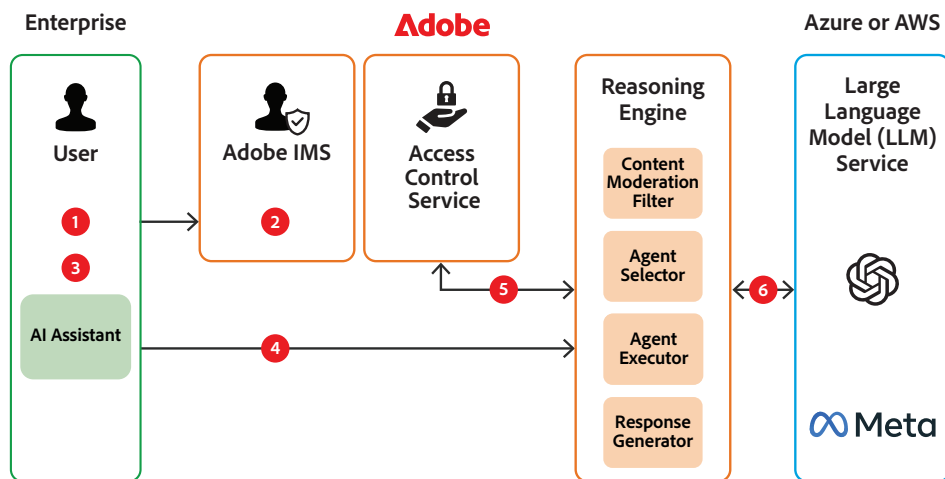 Enterprise
Adobe
Azure or AWS
User
1
3
AI Assistant
Adobe IMS
2
Access
Control
Service
5
4
Reasoning
Engine
Content
Moderation
Filter
Agent
Selector
Agent
Executor
Response
Generator
6
Large
Language
Model (LLM)
Service
Meta